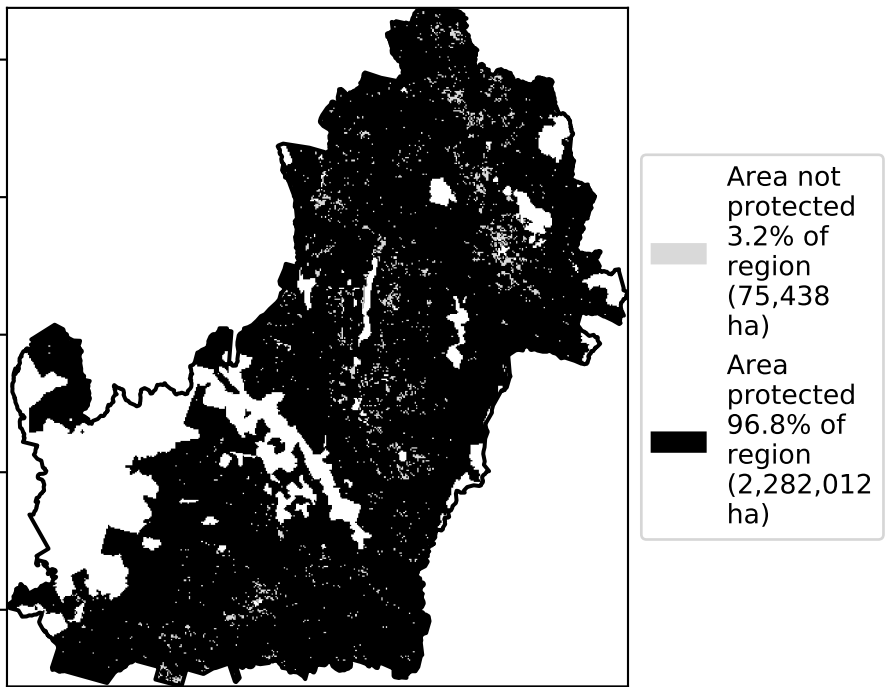 Area not
protected
3.2% of
region
(75,438
ha)
Area
protected
96.8% of
region
(2,282,012
ha)